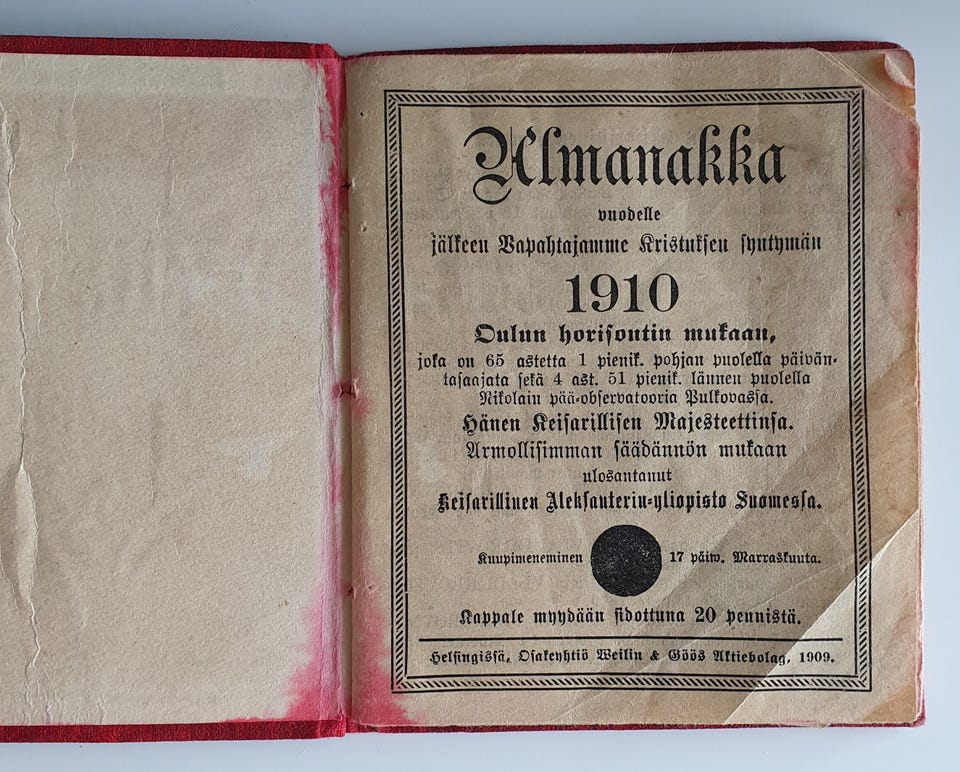 Almanakka
vuodelle
jälkeen Vapahtajamme Kristuksen syntymän
1910
Oulun horisontin mukaan,
joka on 65 astetta 1 pienik. pohjan puolella päivän-
tasaajata sekä 4 ast. 51 pienik. lännen puolella
Nikolain pää-observatooria Pulkovassa.
Hänen Keisarillisen Majesteettinsa.
Armollisimman säädännön mukaan
ulosantanut
Keisarillinen Aleksanterin-yliopisto Suomessa.
Kuupimeneminen 17 päiw. Marraskuuta.
Kappale myydään sidottuna 20 pennistä.
Helsingissä, Osakeyhtiö Weilin & Göös Aktiebolag, 1909.